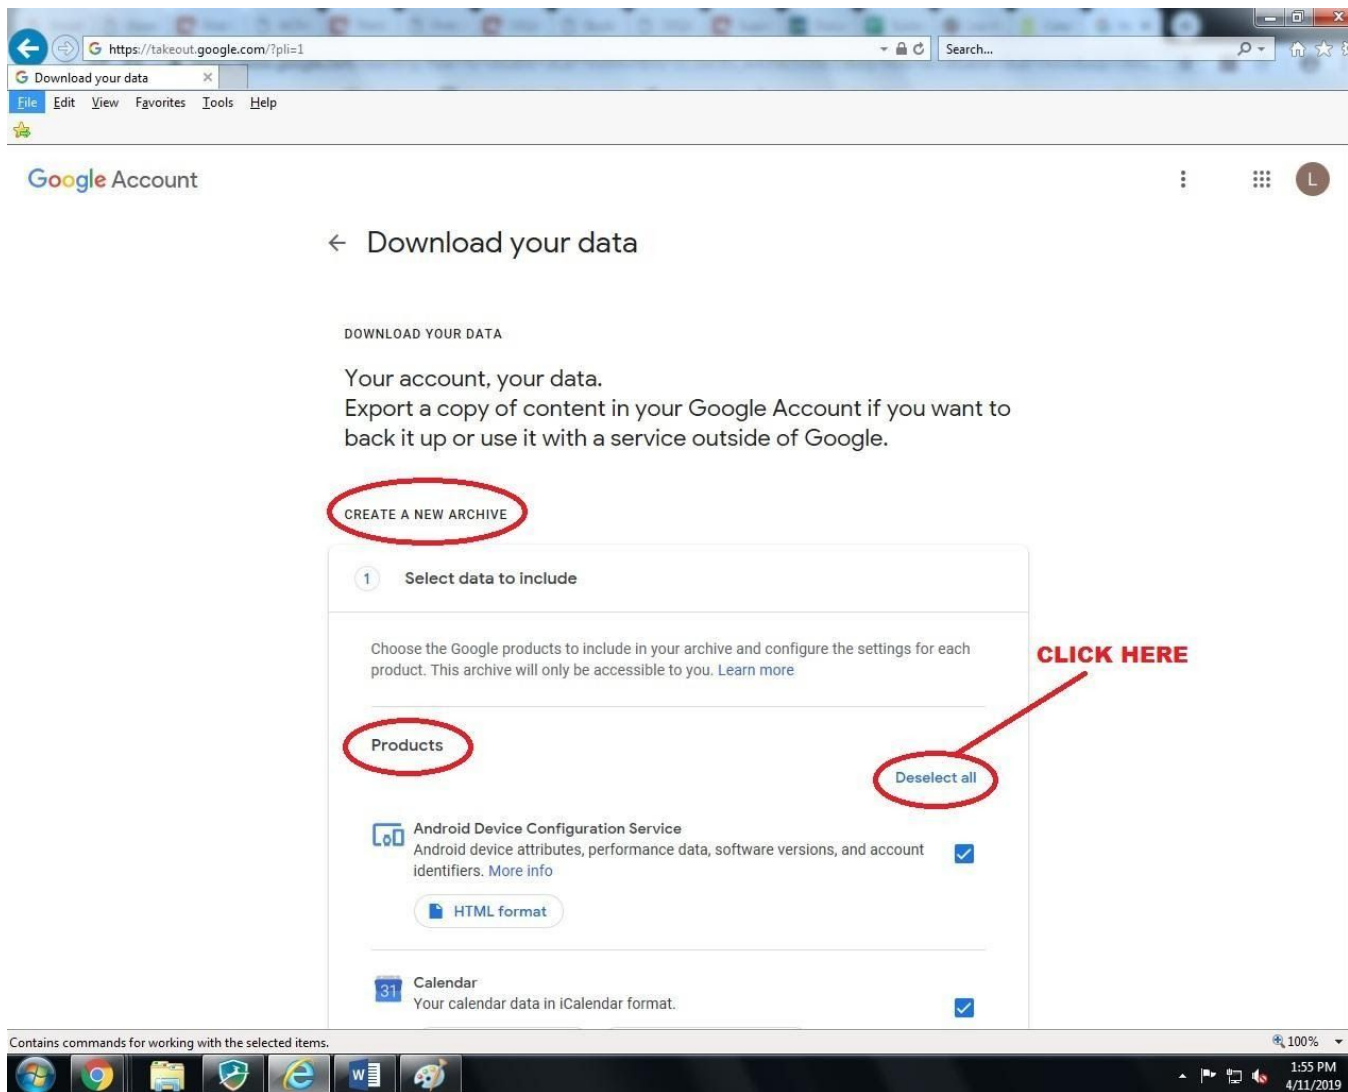 https://takeout.google.com/?pli=1
Search...
Download your data
File Edit View Favorites Tools Help
Google Account
L
Download your data
DOWNLOAD YOUR DATA
Your account, your data.
Export a copy of content in your Google Account if you want to
back it up or use it with a service outside of Google.
CREATE A NEW ARCHIVE
1 Select data to include
Choose the Google products to include in your archive and configure the settings for each
product. This archive will only be accessible to you. Learn more
CLICK HERE
Products
Deselect all
Android Device Configuration Service
Android device attributes, performance data, software versions, and account
identifiers. More info
HTML format
31
Calendar
Your calendar data in iCalendar format.
Contains commands for working with the selected items.
100%
W
1:55 PM
4/11/2019